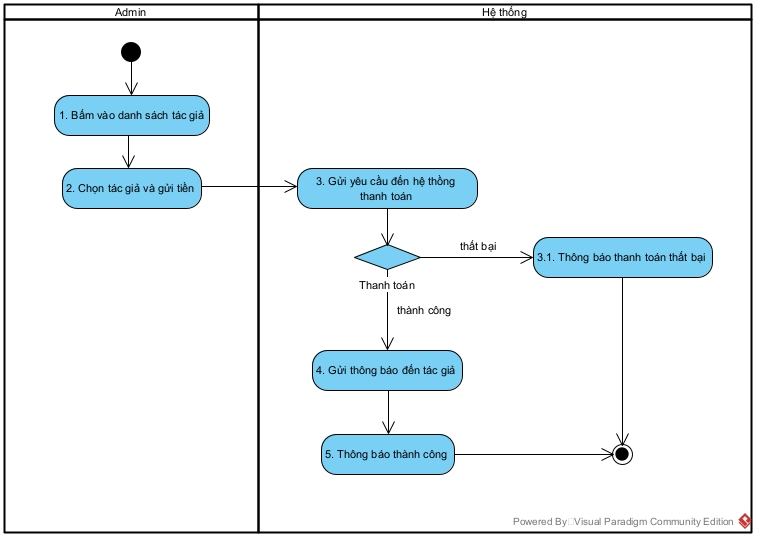 Admin
Hệ thống
1. Bấm vào danh sách tác giả
2. Chọn tác giả và gửi tiền
3. Gửi yêu cầu đến hệ thồng
thanh toán
thất bại
3.1. Thông báo thanh toán thất bại
Thanh toán
thành công
4. Gửi thông báo đến tác giả
5. Thông báo thành công
Powered By Visual Paradigm Community Edition